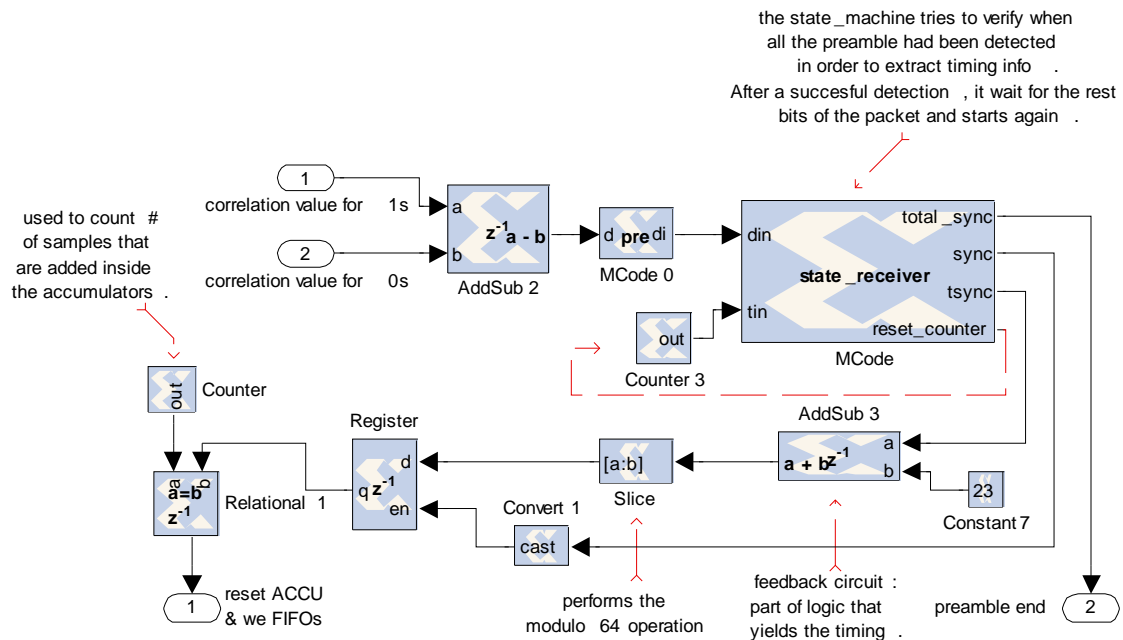 the state_machine tries to verify when
all the preamble had been detected
in order to extract timing info .
After a succesful detection , it wait for the rest
bits of the packet and starts again .
1
correlation value for 1s
2
correlation value for 0s
a
b
z-1 a - b
AddSub 2
d pre di
MCode 0
din
tin
state_receiver
total_sync
sync
tsync
reset_counter
MCode
out
Counter 3
used to count #
of samples that
are added inside
the accumulators .
out
Counter
a
b
a=b
z-1
Relational 1
1
reset ACCU
& we FIFOs
Register
d
q z-1
en
Convert 1
cast
[a:b]
Slice
performs the
modulo 64 operation
AddSub 3
a
b
a + b z-1
23
Constant 7
feedback circuit :
part of logic that
yields the timing .
preamble end
2